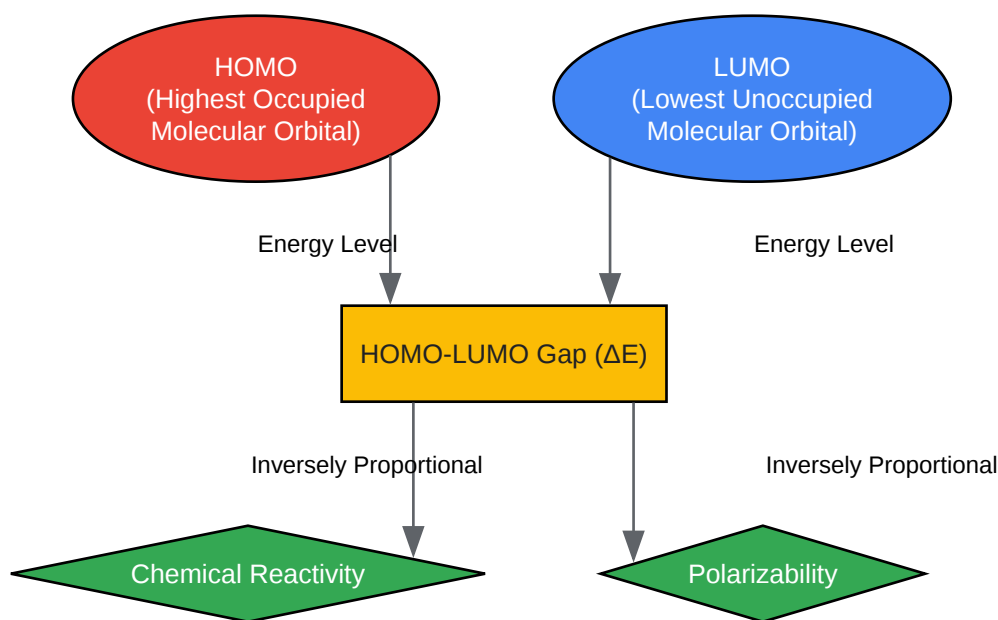 HOMO
(Highest Occupied
Molecular Orbital)
LUMO
(Lowest Unoccupied
Molecular Orbital)
Energy Level
Energy Level
HOMO-LUMO Gap (ΔE)
Inversely Proportional
Inversely Proportional
Chemical Reactivity
Polarizability